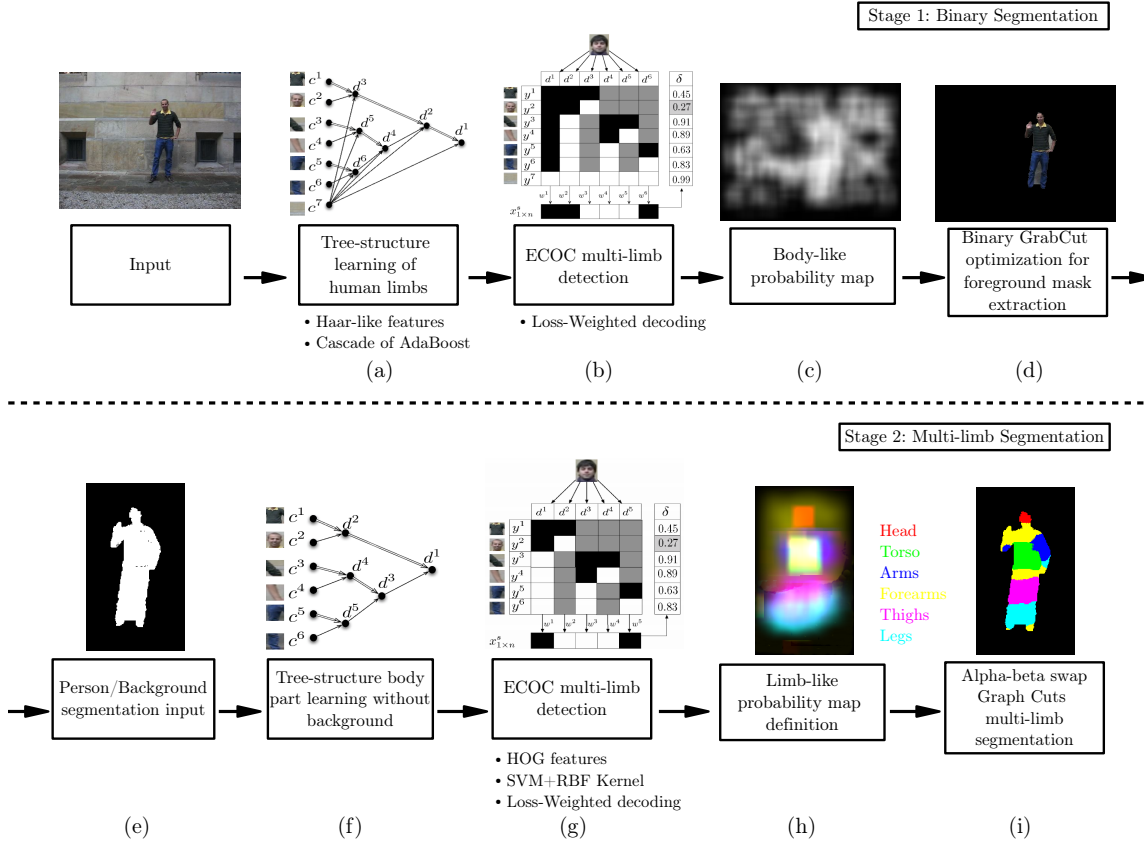 Stage 1: Binary Segmentation
c¹
c²
c³
c⁴
c⁵
c⁶
c⁷
d³
d⁵
d⁶
d⁴
d²
d¹
d¹ d² d³ d⁴ d⁵ d⁶ δ
y¹ 0.45
y² 0.27
y³ 0.91
y⁴ 0.89
y⁵ 0.63
y⁶ 0.83
y⁷ 0.99
w¹ w² w³ w⁴ w⁵ w⁶
xˢ₁ₓₙ
Input
Tree-structure
learning of
human limbs
ECOC multi-limb
detection
Body-like
probability map
Binary GrabCut
optimization for
foreground mask
extraction
• Haar-like features
• Cascade of AdaBoost
• Loss-Weighted decoding
(a) (b) (c) (d)
Stage 2: Multi-limb Segmentation
c¹
c²
c³
c⁴
c⁵
c⁶
d²
d⁴
d⁵
d³
d¹
d¹ d² d³ d⁴ d⁵ δ
y¹ 0.45
y² 0.27
y³ 0.91
y⁴ 0.89
y⁵ 0.63
y⁶ 0.83
w¹ w² w³ w⁴ w⁵
xˢ₁ₓₙ
Head
Torso
Arms
Forearms
Thighs
Legs
Person/Background
segmentation input
Tree-structure body
part learning without
background
ECOC multi-limb
detection
Limb-like
probability map
definition
Alpha-beta swap
Graph Cuts
multi-limb
segmentation
• HOG features
• SVM+RBF Kernel
• Loss-Weighted decoding
(e) (f) (g) (h) (i)